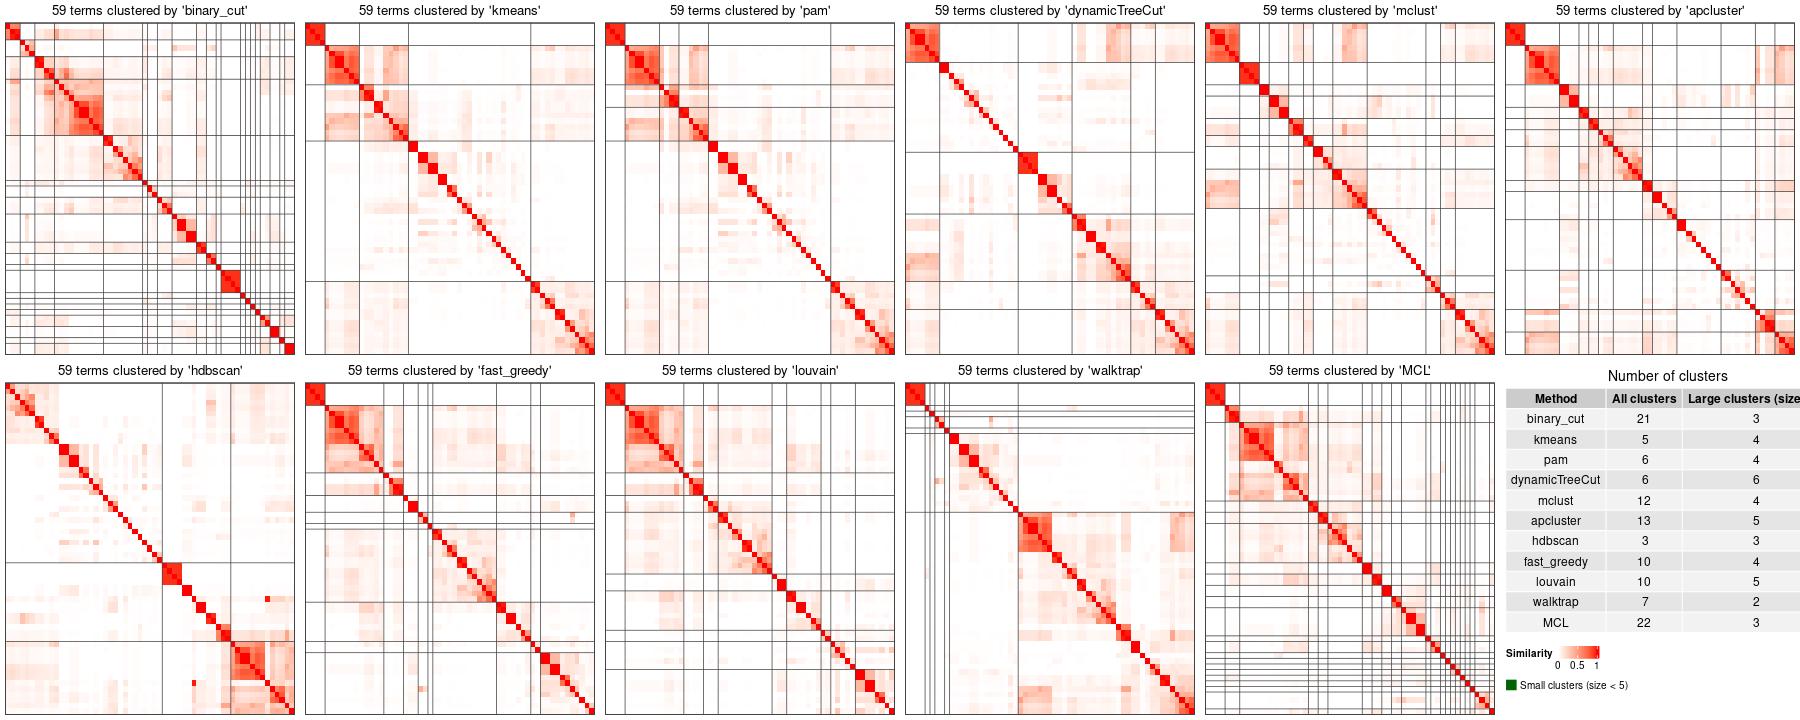 59 terms clustered by 'binary_cut'
59 terms clustered by 'kmeans'
59 terms clustered by 'pam'
59 terms clustered by 'dynamicTreeCut'
59 terms clustered by 'mclust'
59 terms clustered by 'apcluster'
59 terms clustered by 'hdbscan'
59 terms clustered by 'fast_greedy'
59 terms clustered by 'louvain'
59 terms clustered by 'walktrap'
59 terms clustered by 'MCL'
Number of clusters
Method All clusters Large clusters (size
binary_cut 21 3
kmeans 5 4
pam 6 4
dynamicTreeCut 6 6
mclust 12 4
apcluster 13 5
hdbscan 3 3
fast_greedy 10 4
louvain 10 5
walktrap 7 2
MCL 22 3
Similarity
0 0.5 1
Small clusters (size < 5)